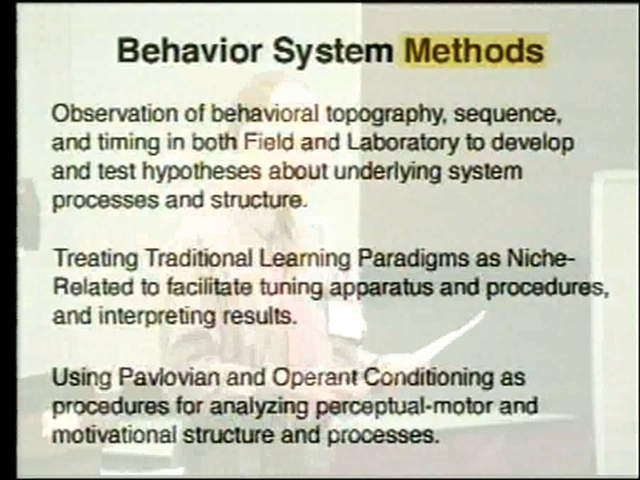 Behavior System Methods
Observation of behavioral topography, sequence,
and timing in both Field and Laboratory to develop
and test hypotheses about underlying system
processes and structure.
Treating Traditional Learning Paradigms as Niche-
Related to facilitate tuning apparatus and procedures,
and interpreting results.
Using Pavlovian and Operant Conditioning as
procedures for analyzing perceptual-motor and
motivational structure and processes.